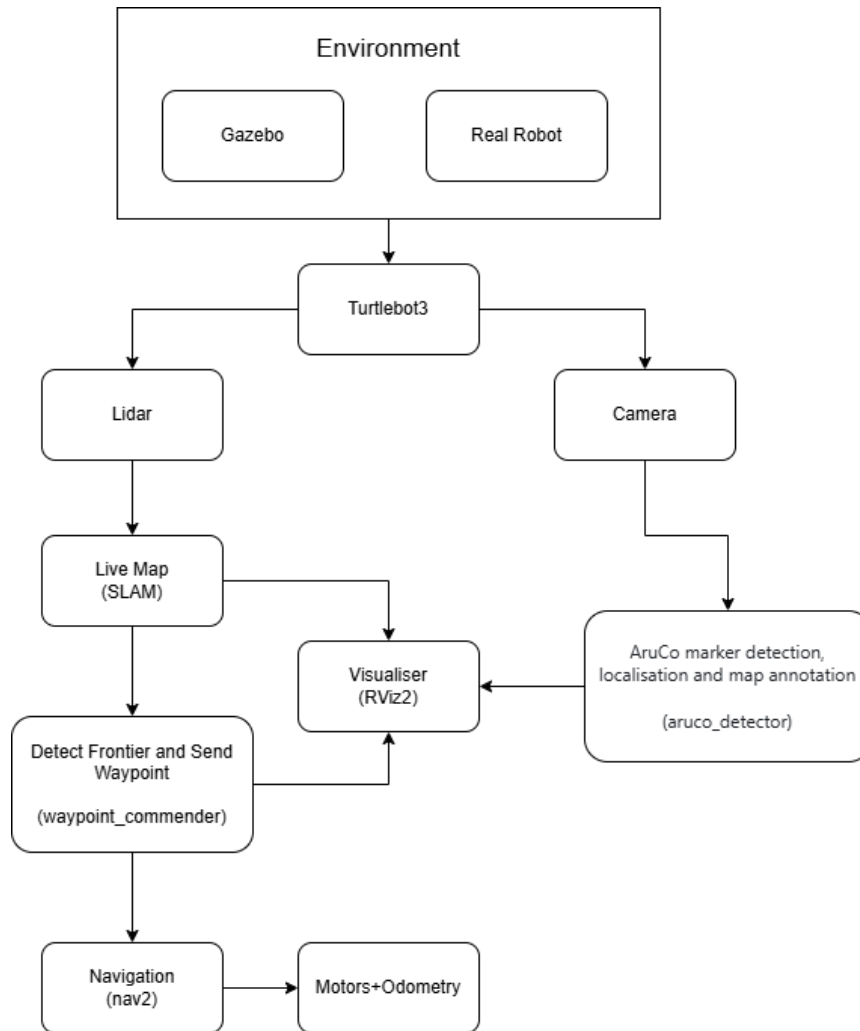 Environment
Gazebo
Real Robot
Turtlebot3
Lidar
Camera
Live Map
(SLAM)
Visualiser
(RViz2)
AruCo marker detection,
localisation and map annotation
(aruco_detector)
Detect Frontier and Send
Waypoint
(waypoint_commender)
Navigation
(nav2)
Motors+Odometry